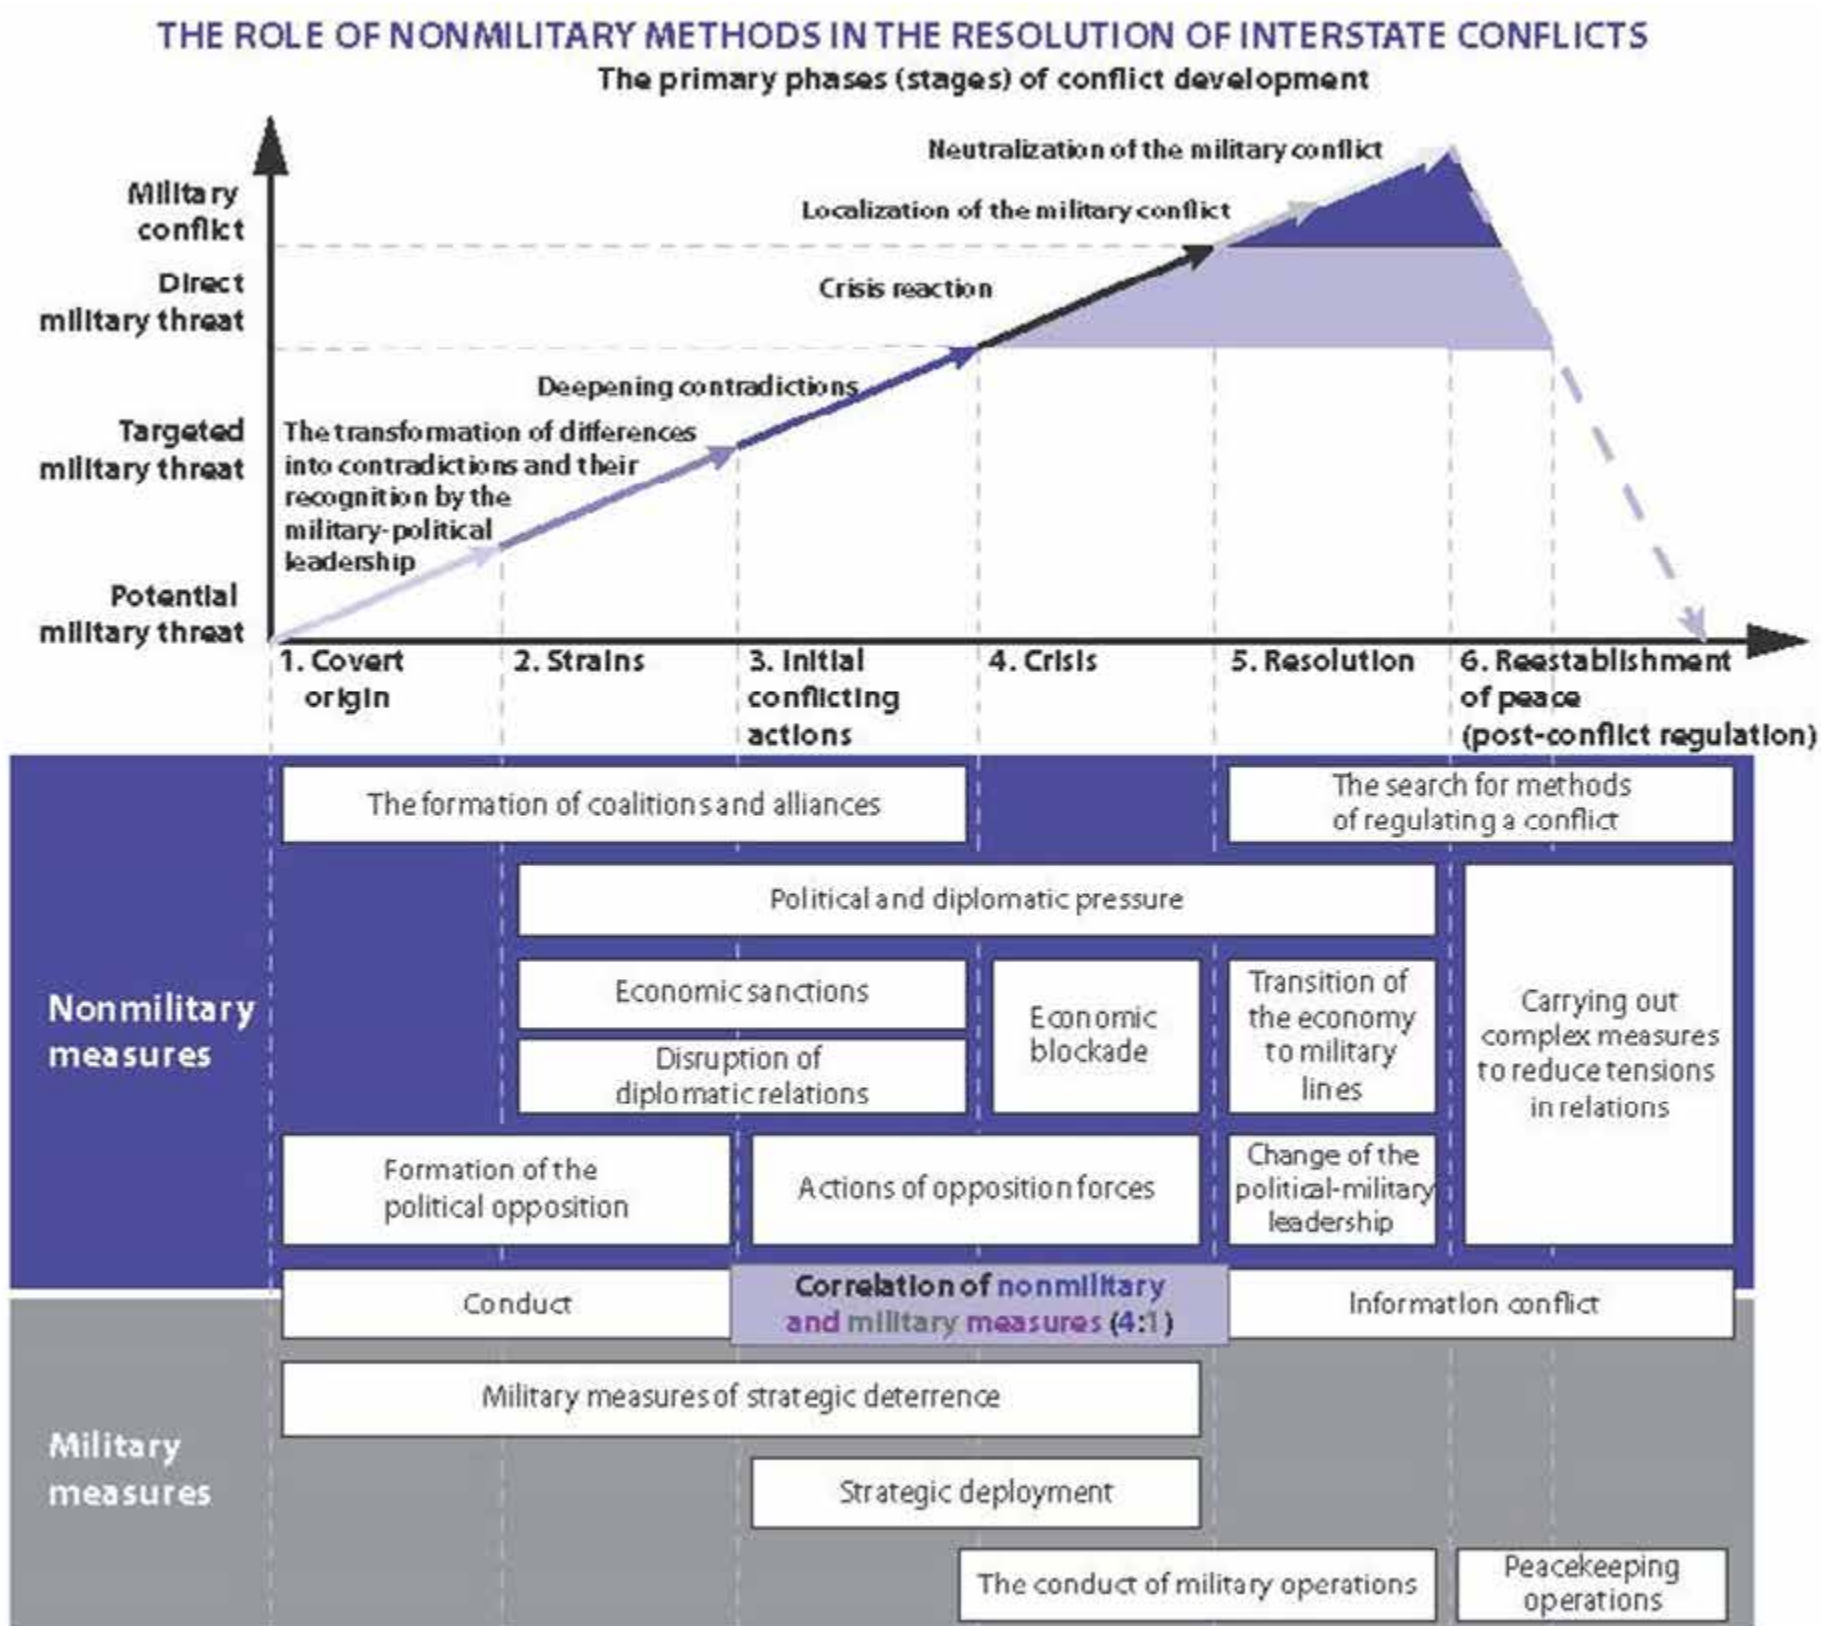 THE ROLE OF NONMILITARY METHODS IN THE RESOLUTION OF INTERSTATE CONFLICTS
The primary phases (stages) of conflict development
Neutralization of the military conflict
Military
conflict
Localization of the military conflict
Direct
military threat
Crisis reaction
Deepening contradictions
Targeted
military threat
The transformation of differences
into contradictions and their
recognition by the
military-political
leadership
Potential
military threat
1. Covert
origin
2. Strains
3. Initial
conflicting
actions
4. Crisis
5. Resolution
6. Reestablishment
of peace
(post-conflict regulation)
Nonmilitary
measures
The formation of coalitions and alliances
The search for methods
of regulating a conflict
Political and diplomatic pressure
Economic sanctions
Disruption of
diplomatic relations
Economic
blockade
Transition of
the economy
to military
lines
Carrying out
complex measures
to reduce tensions
in relations
Formation of the
political opposition
Actions of opposition forces
Change of the
political-military
leadership
Conduct
Correlation of nonmilitary
and military measures (4:1)
Information conflict
Military
measures
Military measures of strategic deterrence
Strategic deployment
The conduct of military operations
Peacekeeping
operations